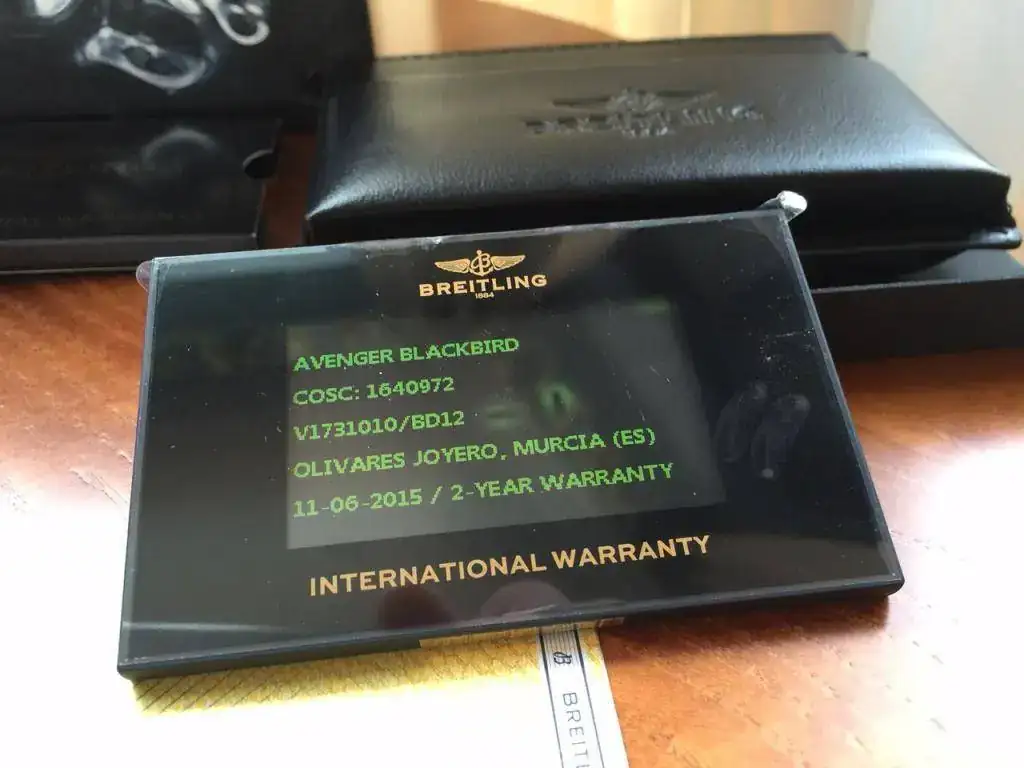 BREITLING
BREITLING
1884
AVENGER BLACKBIRD
COSC: 1640972
V1731010/BD12
OLIVARES JOYERO, MURCIA (ES)
11-06-2015 / 2-YEAR WARRANTY
INTERNATIONAL WARRANTY
B BREITL